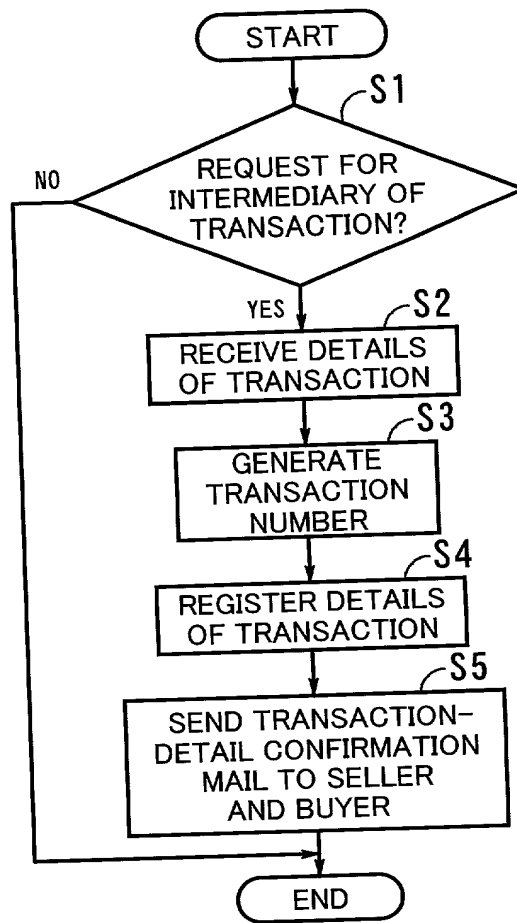 START
S1
REQUEST FOR
INTERMEDIARY OF
TRANSACTION?
NO
YES
S2
RECEIVE DETAILS
OF TRANSACTION
S3
GENERATE
TRANSACTION
NUMBER
S4
REGISTER DETAILS
OF TRANSACTION
S5
SEND TRANSACTION-
DETAIL CONFIRMATION
MAIL TO SELLER
AND BUYER
END